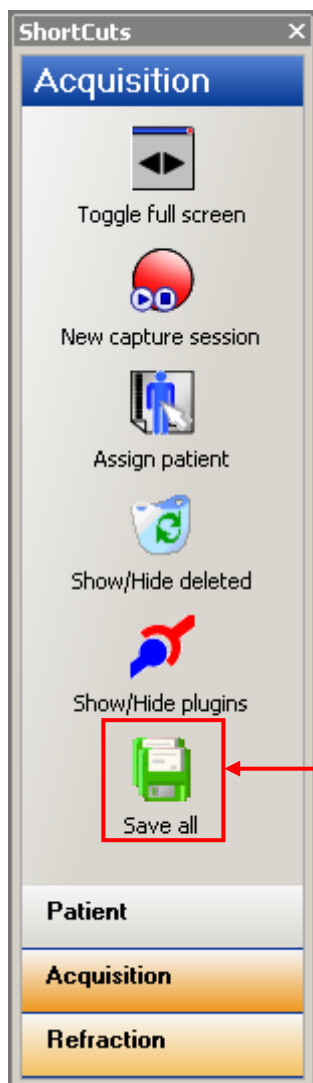 ShortCuts
Acquisition
Toggle full screen
New capture session
Assign patient
Show/Hide deleted
Show/Hide plugins
Save all
Patient
Acquisition
Refraction